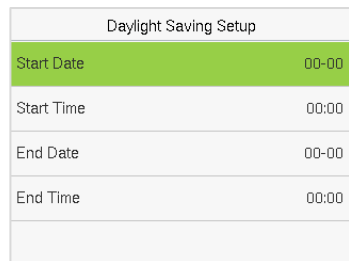 Daylight Saving Setup
Start Date 00-00
Start Time 00:00
End Date 00-00
End Time 00:00